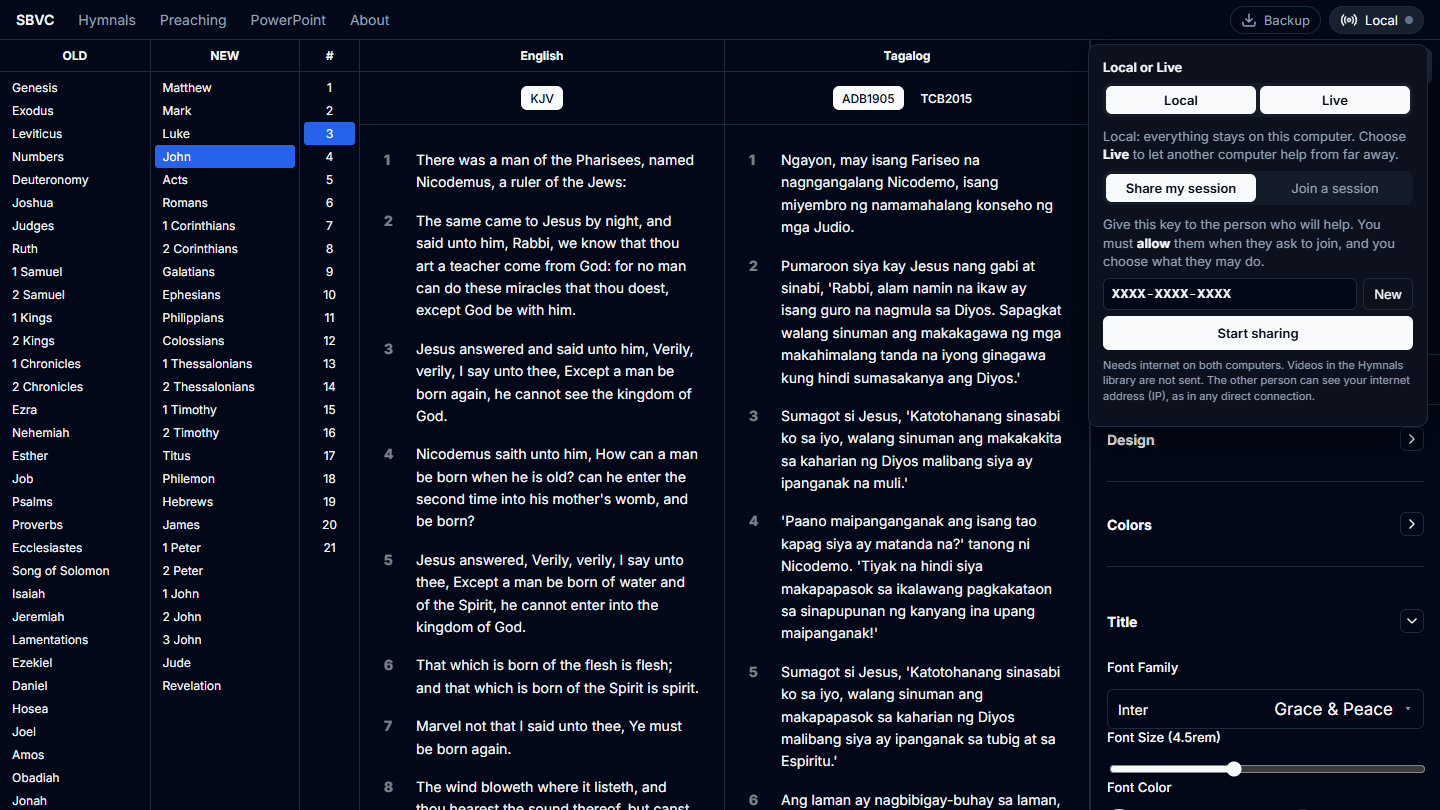 SBVC Hymnals Preaching PowerPoint About
Backup Local
OLD
Genesis
Exodus
Leviticus
Numbers
Deuteronomy
Joshua
Judges
Ruth
1 Samuel
2 Samuel
1 Kings
2 Kings
1 Chronicles
2 Chronicles
Ezra
Nehemiah
Esther
Job
Psalms
Proverbs
Ecclesiastes
Song of Solomon
Isaiah
Jeremiah
Lamentations
Ezekiel
Daniel
Hosea
Joel
Amos
Obadiah
Jonah
NEW
Matthew
Mark
Luke
John
Acts
Romans
1 Corinthians
2 Corinthians
Galatians
Ephesians
Philippians
Colossians
1 Thessalonians
2 Thessalonians
1 Timothy
2 Timothy
Titus
Philemon
Hebrews
James
1 Peter
2 Peter
1 John
2 John
3 John
Jude
Revelation
#
1
2
3
4
5
6
7
8
9
10
11
12
13
14
15
16
17
18
19
20
21
English
KJV
1 There was a man of the Pharisees, named
Nicodemus, a ruler of the Jews:
2 The same came to Jesus by night, and
said unto him, Rabbi, we know that thou
art a teacher come from God: for no man
can do these miracles that thou doest,
except God be with him.
3 Jesus answered and said unto him, Verily,
verily, I say unto thee, Except a man be
born again, he cannot see the kingdom of
God.
4 Nicodemus saith unto him, How can a man
be born when he is old? can he enter the
second time into his mother's womb, and
be born?
5 Jesus answered, Verily, verily, I say unto
thee, Except a man be born of water and
of the Spirit, he cannot enter into the
kingdom of God.
6 That which is born of the flesh is flesh;
and that which is born of the Spirit is spirit.
7 Marvel not that I said unto thee, Ye must
be born again.
8 The wind bloweth where it listeth, and
thou hearest the sound thereof, but canst
Tagalog
ADB1905 TCB2015
1 Ngayon, may isang Fariseo na
nagngangalang Nicodemo, isang
miyembro ng namamahalang konseho ng
mga Judio.
2 Pumaroon siya kay Jesus nang gabi at
sinabi, 'Rabbi, alam namin na ikaw ay
isang guro na nagmula sa Diyos. Sapagkat
walang sinuman ang makakagawa ng mga
makahimalang tanda na iyong ginagawa
kung hindi sumasakanya ang Diyos.'
3 Sumagot si Jesus, 'Katotohanang sinasabi
ko sa iyo, walang sinuman ang makakakita
sa kaharian ng Diyos malibang siya ay
ipanganak na muli.'
4 'Paano maipanganganak ang isang tao
kapag siya ay matanda na?' tanong ni
Nicodemo. 'Tiyak na hindi siya
makakapasok sa ikalawang pagkakataon
sa sinapupunan ng kanyang ina upang
maipanganak!'
5 Sumagot si Jesus, 'Katotohanang sinasabi
ko sa iyo, walang sinuman ang
makakapasok sa kaharian ng Diyos
malibang siya ay ipanganak sa tubig at sa
Espiritu.'
6 Ang laman ay nagbibigay-buhay sa laman,
Local or Live
Local Live
Local: everything stays on this computer. Choose
Live to let another computer help from far away.
Share my session Join a session
Give this key to the person who will help. You
must allow them when they ask to join, and you
choose what they may do.
XXXX-XXXX-XXXX New
Start sharing
Needs internet on both computers. Videos in the Hymnals
library are not sent. The other person can see your internet
address (IP), as in any direct connection.
Design
Colors
Title
Font Family
Inter Grace & Peace
Font Size (4.5rem)
Font Color